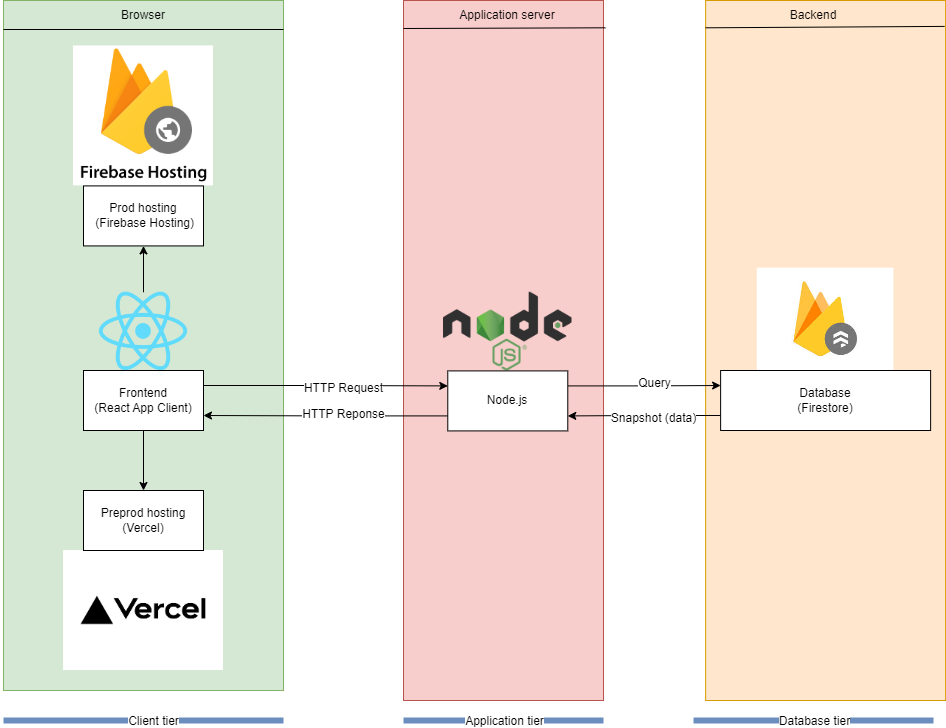 Browser
Application server
Backend
Firebase Hosting
Prod hosting
(Firebase Hosting)
node
JS
Frontend
(React App Client)
HTTP Request
HTTP Reponse
Node.js
Query
Snapshot (data)
Database
(Firestore)
Preprod hosting
(Vercel)
Vercel
Client tier
Application tier
Database tier